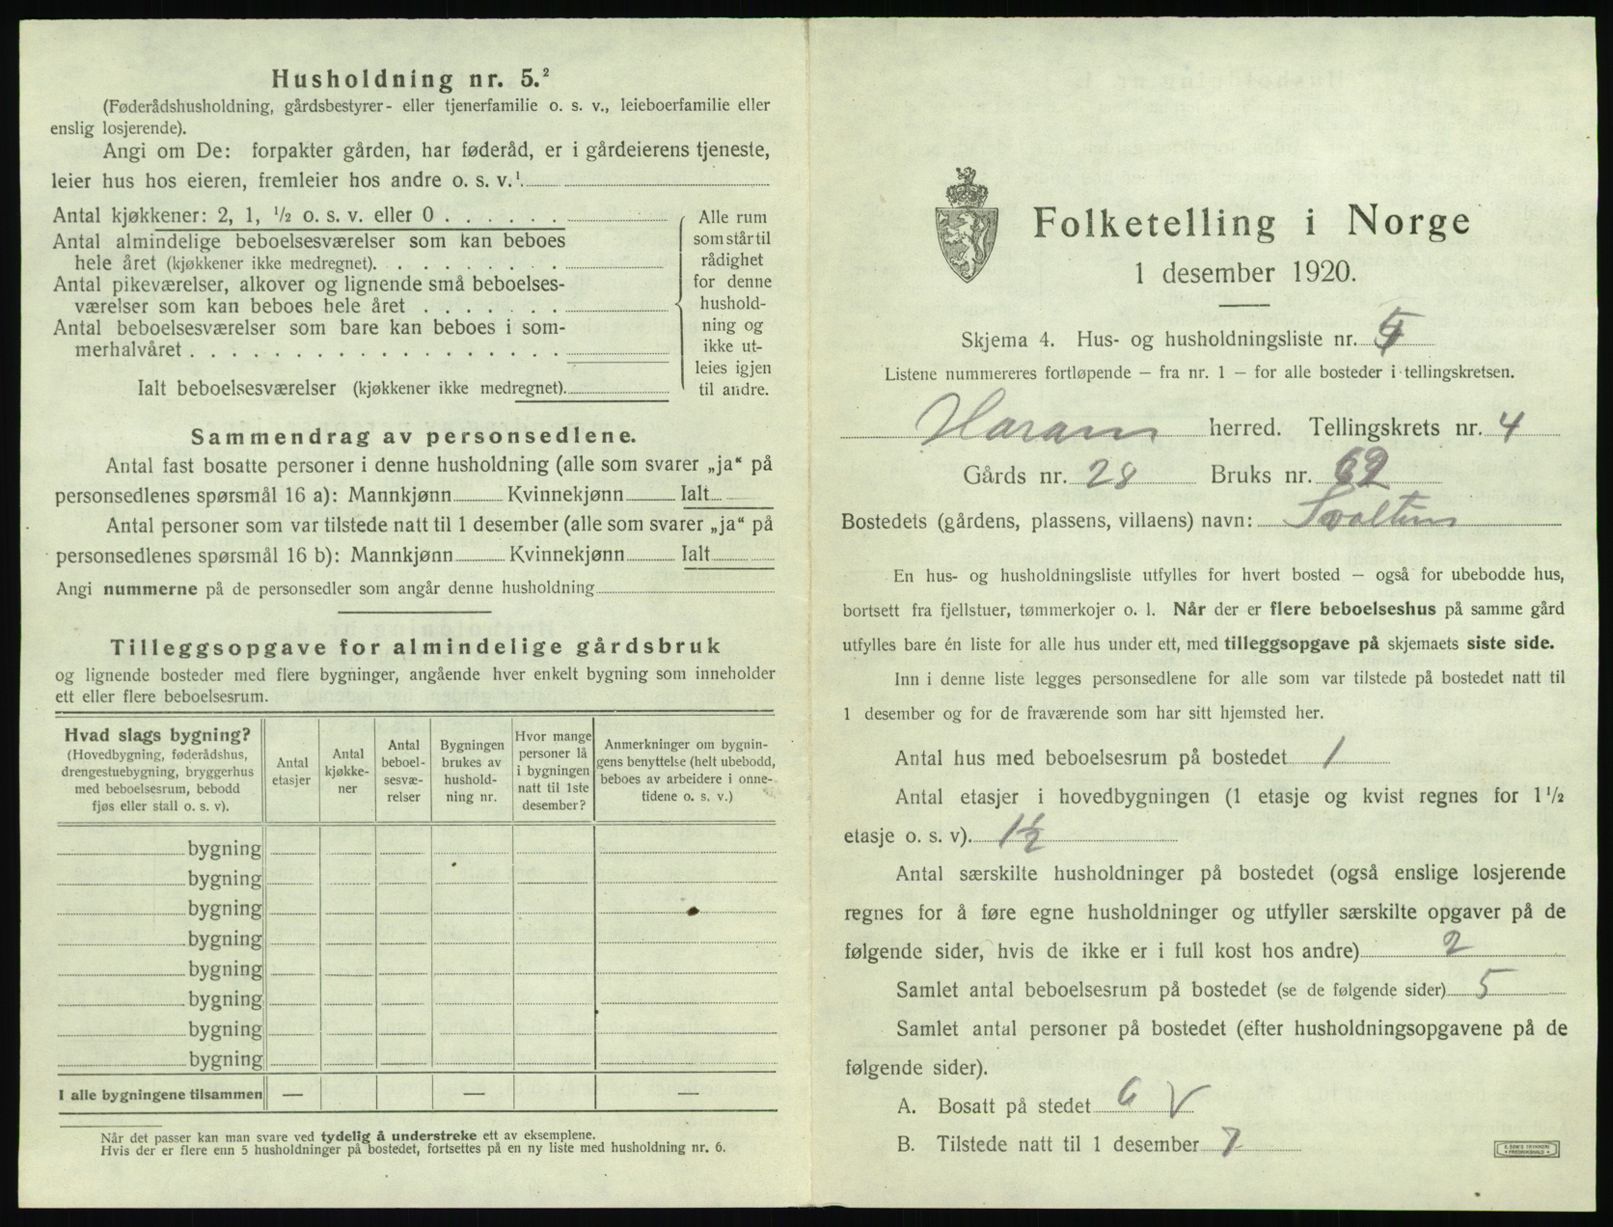 Husholdning nr. 5.²
(Føderådshusholdning, gårdsbestyrer- eller tjenerfamilie o. s. v., leieboerfamilie eller
enslig losjerende).
Angi om De: forpakter gården, har føderåd, er i gårdeierens tjeneste,
leier hus hos eieren, fremleier hos andre o. s. v.¹
Antal kjøkkener: 2, 1, ½ o. s. v. eller 0 . . . . . .
Antal almindelige beboelsesværelser som kan beboes
hele året (kjøkkener ikke medregnet). . . . . . . . .
Antal pikeværelser, alkover og lignende små beboelses-
værelser som kan beboes hele året . . . . . . .
Antal beboelsesværelser som bare kan beboes i som-
merhalvåret . . . . . . . . . . . . . . . . . .
Ialt beboelsesværelser (kjøkkener ikke medregnet).
Alle rum
som står til
rådighet
for denne
hushold-
ning og
ikke ut-
leies igjen
til andre.
Sammendrag av personsedlene.
Antal fast bosatte personer i denne husholdning (alle som svarer „ja“ på
personsedlenes spørsmål 16 a): Mannkjønn Kvinnekjønn Ialt
Antal personer som var tilstede natt til 1 desember (alle som svarer „ja“ på
personsedlenes spørsmål 16 b): Mannkjønn Kvinnekjønn Ialt
Angi nummerne på de personsedler som angår denne husholdning
Tilleggsopgave for almindelige gårdsbruk
og lignende bosteder med flere bygninger, angående hver enkelt bygning som inneholder
ett eller flere beboelsesrum.
Hvad slags bygning?
(Hovedbygning, føderådshus,
drengestuebygning, bryggerhus
med beboelsesrum, bebodd
fjøs eller stall o. s. v).
Antal
etasjer
Antal
kjøkke-
ner
Antal
beboel-
sesvæ-
relser
Bygningen
brukes av
hushold-
ning nr.
Hvor mange
personer lå
i bygningen
natt til 1ste
desember?
Anmerkninger om bygnin-
gens benyttelse (helt ubebodd,
beboes av arbeidere i onne-
tidene o. s. v.)
bygning
bygning
bygning
bygning
bygning
bygning
bygning
bygning
I alle bygningene tilsammen — — —
Når det passer kan man svare ved tydelig å understreke ett av eksemplene.
Hvis der er flere enn 5 husholdninger på bostedet, fortsettes på en ny liste med husholdning nr. 6.
Folketelling i Norge
1 desember 1920.
Skjema 4. Hus- og husholdningsliste nr. 5
Listene nummereres fortløpende — fra nr. 1 — for alle bosteder i tellingskretsen.
Haram herred. Tellingskrets nr. 4
Gårds nr. 28 Bruks nr. 62
Bostedets (gårdens, plassens, villaens) navn:
En hus- og husholdningsliste utfylles for hvert bosted — også for ubebodde hus,
bortsett fra fjellstuer, tømmerkojer o. l. Når der er flere beboelseshus på samme gård
utfylles bare én liste for alle hus under ett, med tilleggsopgave på skjemaets siste side.
Inn i denne liste legges personsedlene for alle som var tilstede på bostedet natt til
1 desember og for de fraværende som har sitt hjemsted her.
Antal hus med beboelsesrum på bostedet 1
Antal etasjer i hovedbygningen (1 etasje og kvist regnes for 1½
etasje o. s. v). 1½
Antal særskilte husholdninger på bostedet (også enslige losjerende
regnes for å føre egne husholdninger og utfyller særskilte opgaver på de
følgende sider, hvis de ikke er i full kost hos andre) 2
Samlet antal beboelsesrum på bostedet (se de følgende sider) 5
Samlet antal personer på bostedet (efter husholdningsopgavene på de
følgende sider).
A. Bosatt på stedet 6 V
B. Tilstede natt til 1 desember 7